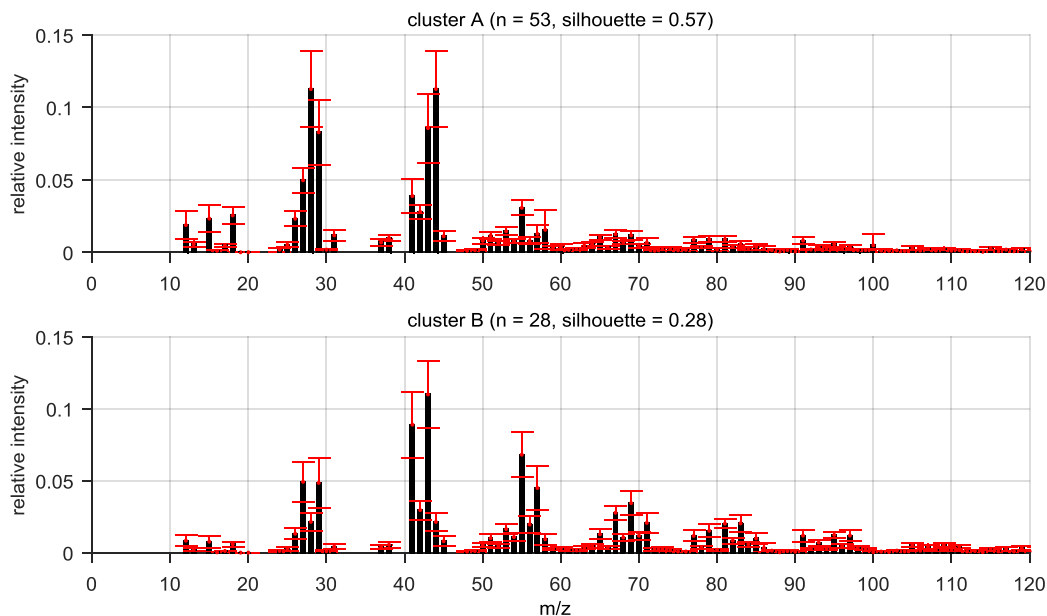 cluster A (n = 53, silhouette = 0.57)
relative intensity
0.15
0.1
0.05
0
0 10 20 30 40 50 60 70 80 90 100 110 120
cluster B (n = 28, silhouette = 0.28)
relative intensity
0.15
0.1
0.05
0
0 10 20 30 40 50 60 70 80 90 100 110 120
m/z